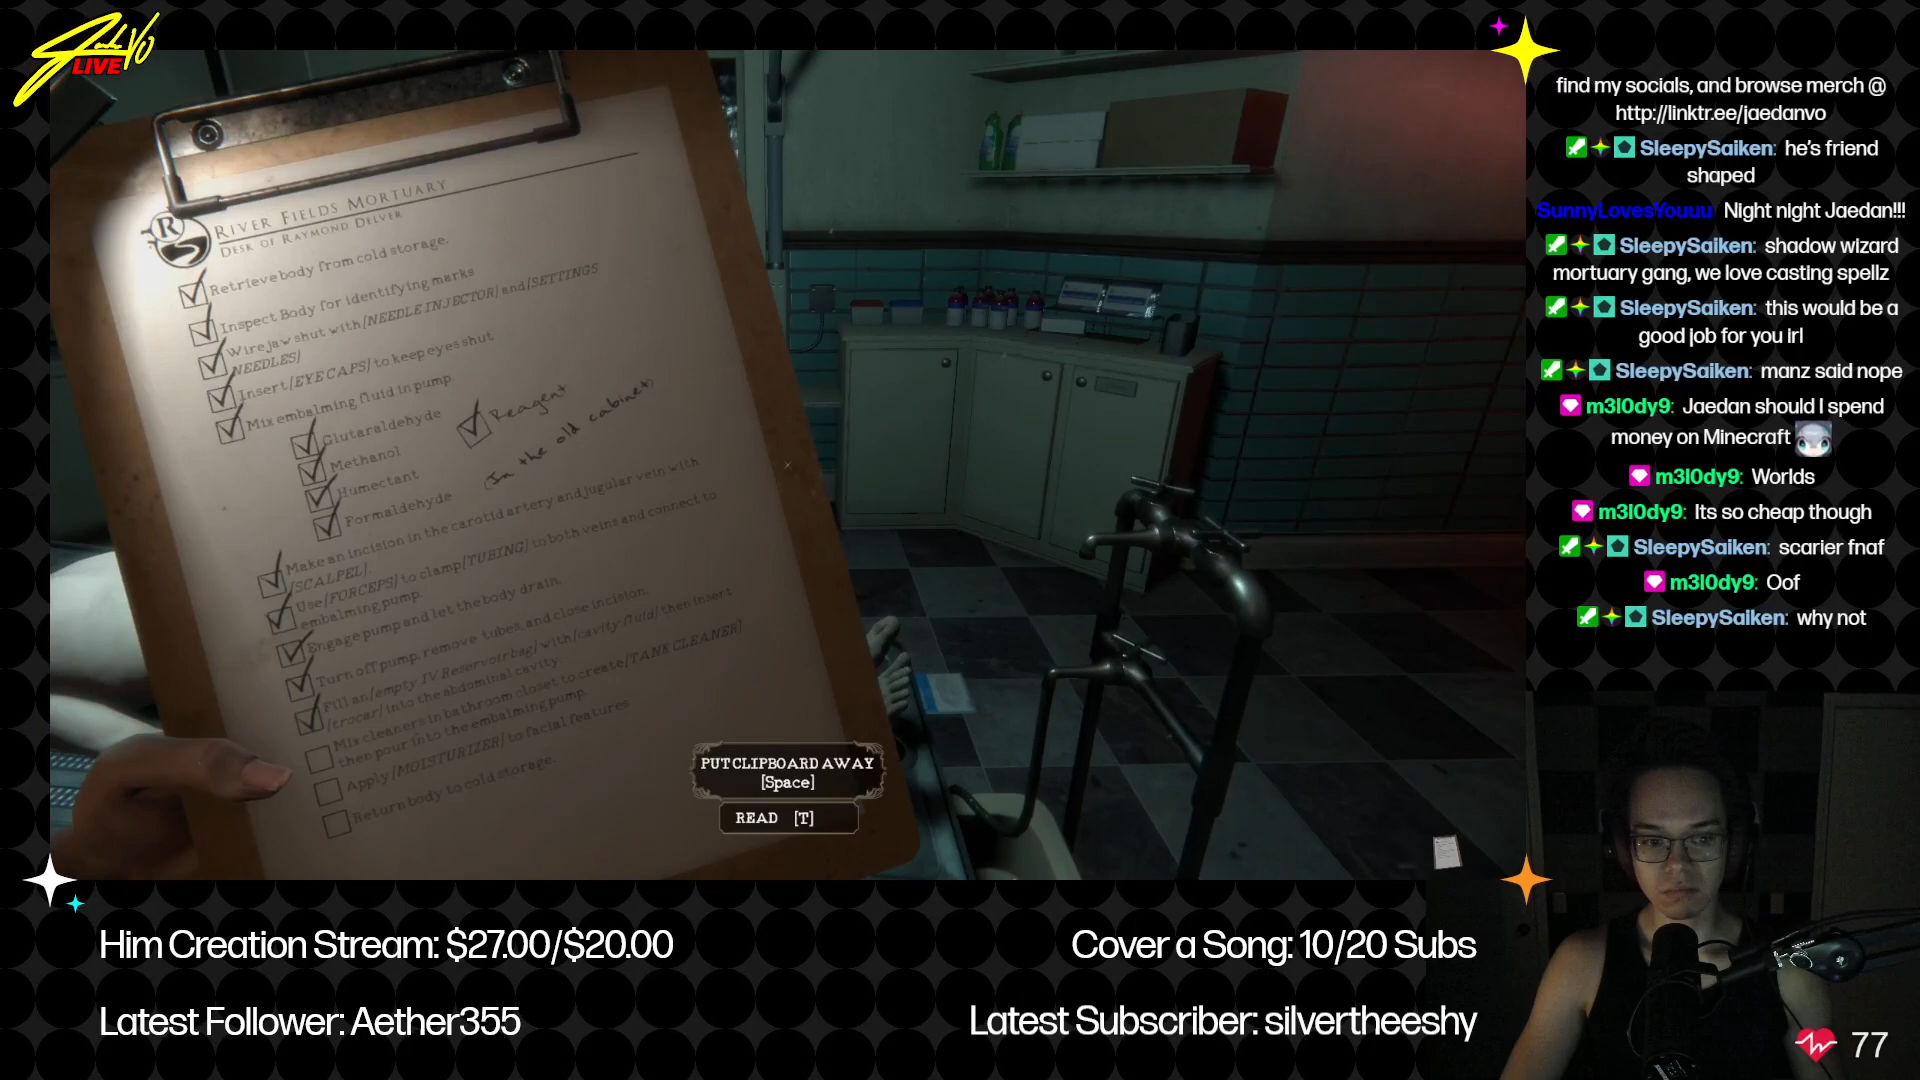 JaedanVO
LIVE
RIVER FIELDS MORTUARY
DESK OF RAYMOND DELVER
Retrieve body from cold storage.
Inspect Body for identifying marks
Wire jaw shut with [NEEDLE INJECTOR] and [SETTINGS
NEEDLES]
Insert [EYE CAPS] to keep eyes shut
Mix embalming fluid in pump.
Glutaraldehyde
Methanol
Humectant
Formaldehyde
Reagent
(In the old cabinet)
Make an incision in the carotid artery and jugular vein with
[SCALPEL].
Use [FORCEPS] to clamp [TUBING] to both veins and connect to
embalming pump.
Engage pump and let the body drain.
Turn off pump, remove tubes, and close incision.
Fill an [empty IV Reservoir bag] with [cavity fluid] then insert
[trocar] into the abdominal cavity
Mix cleaners in bathroom closet to create [TANK CLEANER]
then pour into the embalming pump.
Apply [MOISTURIZER] to facial features
Return body to cold storage.
PUT CLIPBOARD AWAY
[Space]
READ [T]
find my socials, and browse merch @
http://linktr.ee/jaedanvo
SleepySaiken: he's friend
shaped
SunnyLovesYouuu: Night night Jaedan!!!
SleepySaiken: shadow wizard
mortuary gang, we love casting spellz
SleepySaiken: this would be a
good job for you irl
SleepySaiken: manz said nope
m3l0dy9: Jaedan should I spend
money on Minecraft
m3l0dy9: Worlds
m3l0dy9: Its so cheap though
SleepySaiken: scarier fnaf
m3l0dy9: Oof
SleepySaiken: why not
Him Creation Stream: $27.00/$20.00
Cover a Song: 10/20 Subs
Latest Follower: Aether355
Latest Subscriber: silvertheeshy
77